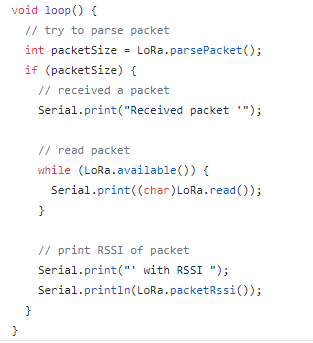 void loop() {
  // try to parse packet
  int packetSize = LoRa.parsePacket();
  if (packetSize) {
    // received a packet
    Serial.print("Received packet '");

    // read packet
    while (LoRa.available()) {
      Serial.print((char)LoRa.read());
    }

    // print RSSI of packet
    Serial.print("' with RSSI ");
    Serial.println(LoRa.packetRssi());
  }
}